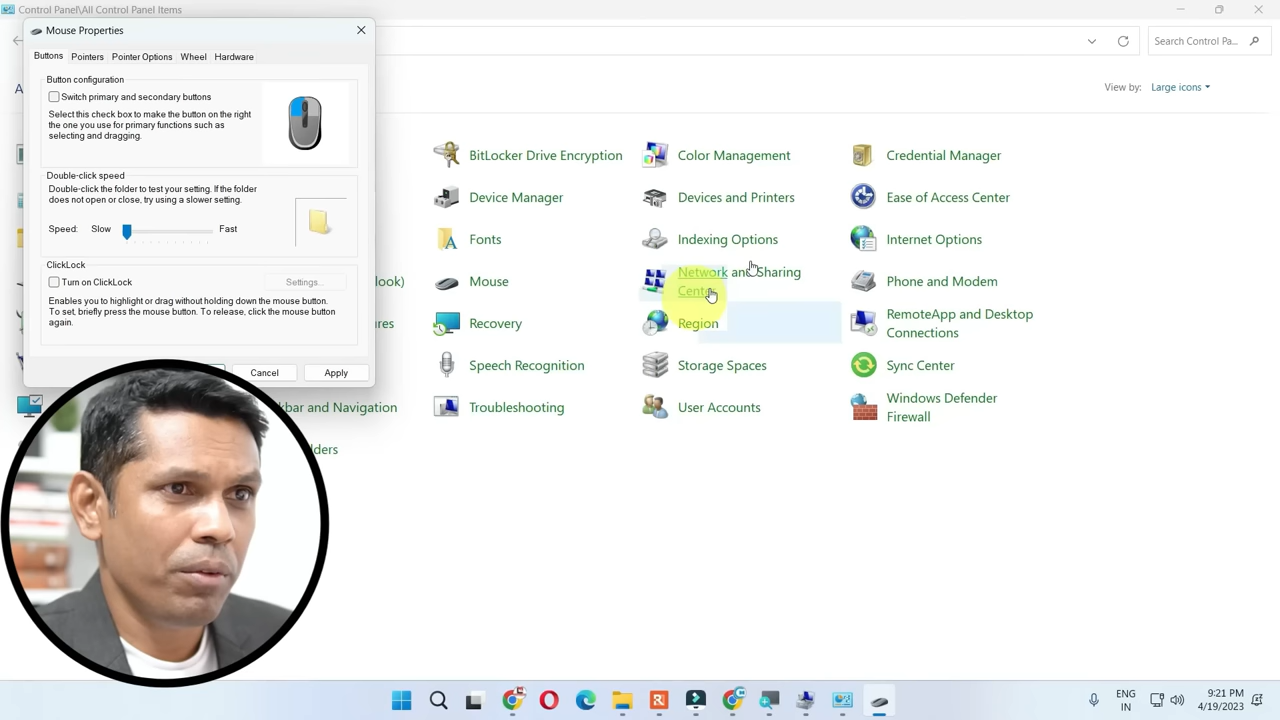 Control Panel\All Control Panel Items
Mouse Properties
Search Control Pa...
Buttons
Pointers
Pointer Options
Wheel
Hardware
View by:
Large icons
Button configuration
Switch primary and secondary buttons
Select this check box to make the button on the right
the one you use for primary functions such as
selecting and dragging.
Double-click speed
Double-click the folder to test your setting. If the folder
does not open or close, try using a slower setting.
Speed:
Slow
Fast
ClickLock
Turn on ClickLock
Settings...
Enables you to highlight or drag without holding down the mouse button.
To set, briefly press the mouse button. To release, click the mouse button
again.
Cancel
Apply
BitLocker Drive Encryption
Color Management
Credential Manager
Device Manager
Devices and Printers
Ease of Access Center
Fonts
Indexing Options
Internet Options
look)
Mouse
Network and Sharing
Center
Phone and Modem
Recovery
Region
RemoteApp and Desktop
Connections
Speech Recognition
Storage Spaces
Sync Center
kbar and Navigation
Troubleshooting
User Accounts
Windows Defender
Firewall
ENG
IN
9:21 PM
4/19/2023